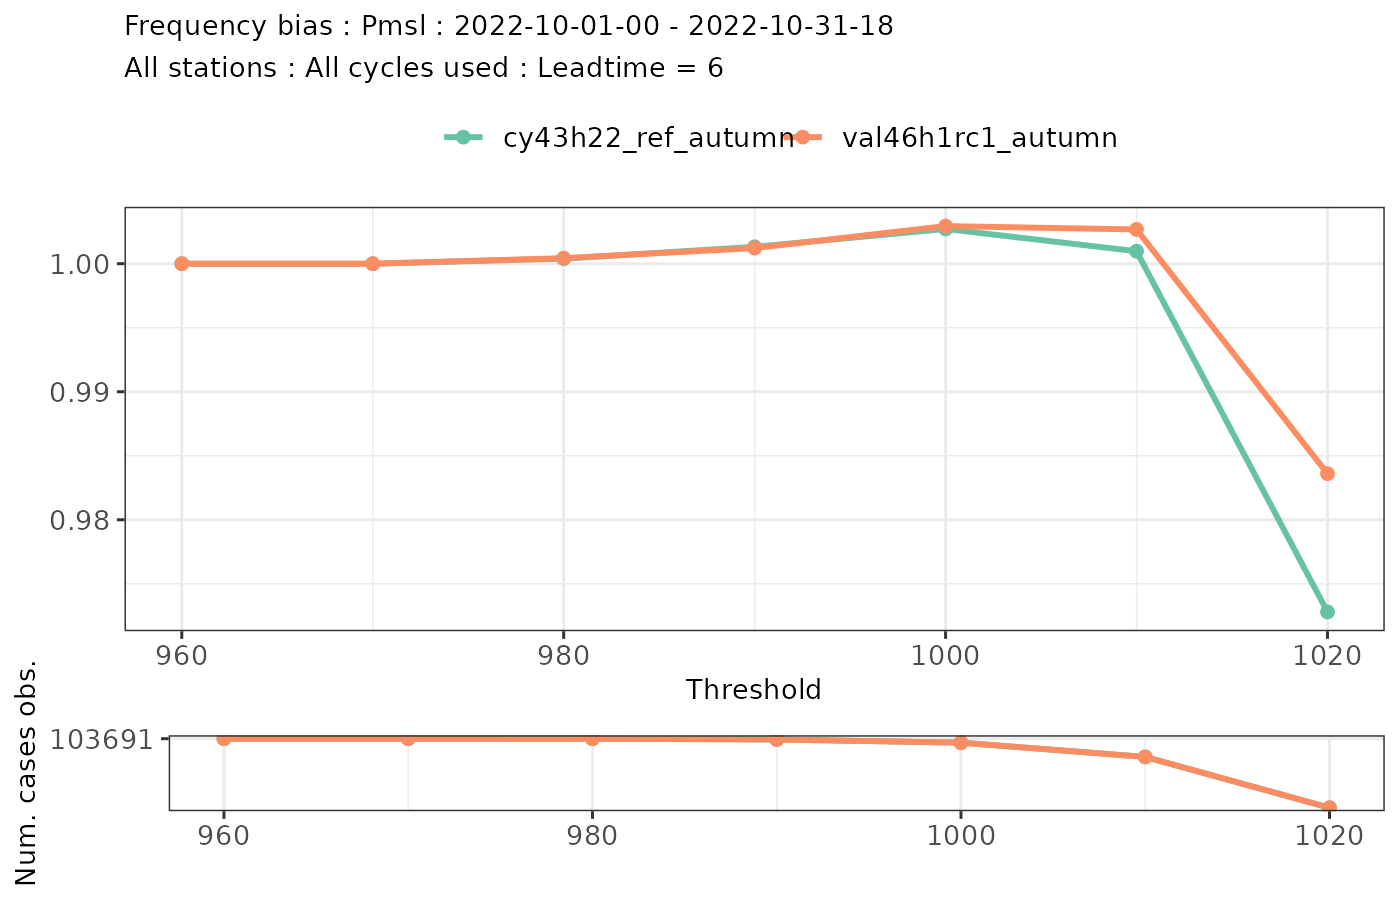 Frequency bias : Pmsl : 2022-10-01-00 - 2022-10-31-18
All stations : All cycles used : Leadtime = 6
cy43h22_ref_autumn val46h1rc1_autumn
1.00
0.99
0.98
960 980 1000 1020
Threshold
Num. cases obs.
103691
960 980 1000 1020